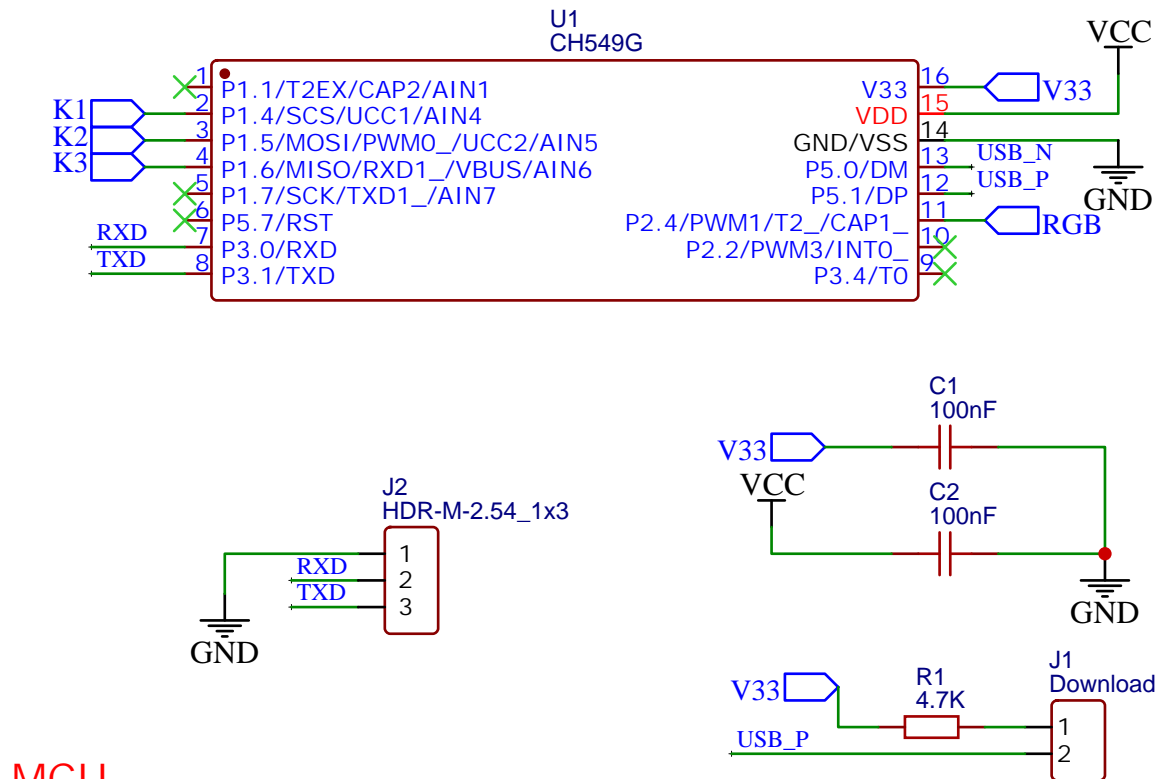 U1
CH549G
VCC
1
P1.1/T2EX/CAP2/AIN1
K1
2
P1.4/SCS/UCC1/AIN4
K2
3
P1.5/MOSI/PWM0_/UCC2/AIN5
K3
4
P1.6/MISO/RXD1_/VBUS/AIN6
5
P1.7/SCK/TXD1_/AIN7
6
P5.7/RST
RXD
7
P3.0/RXD
TXD
8
P3.1/TXD
V33
16
V33
VDD
15
GND/VSS
14
P5.0/DM
13
USB_N
P5.1/DP
12
USB_P
GND
P2.4/PWM1/T2_/CAP1_
11
RGB
P2.2/PWM3/INT0_
10
P3.4/T0
9
C1
100nF
V33
VCC
C2
100nF
GND
J2
HDR-M-2.54_1x3
1
RXD
2
TXD
3
GND
J1
Download
V33
R1
4.7K
1
USB_P
2
MCU